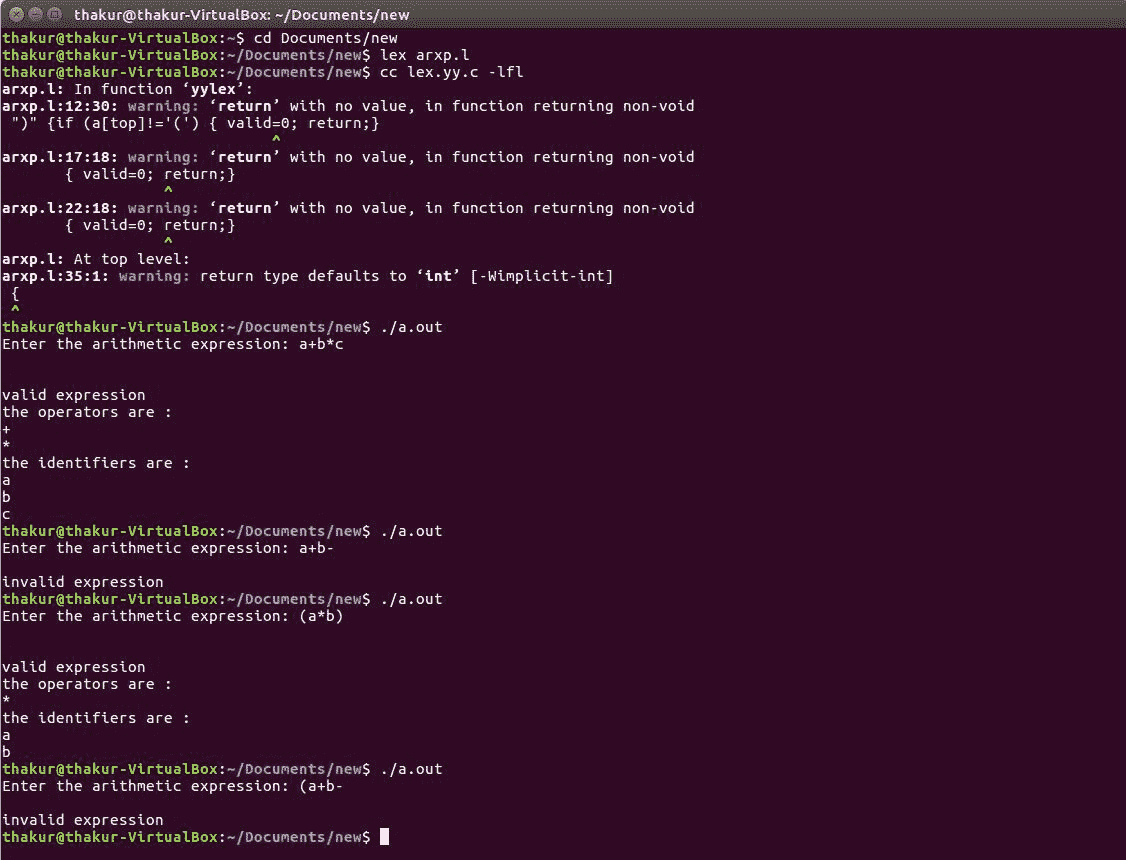 thakur@thakur-VirtualBox: ~/Documents/new
thakur@thakur-VirtualBox:~$ cd Documents/new
thakur@thakur-VirtualBox:~/Documents/new$ lex arxp.l
thakur@thakur-VirtualBox:~/Documents/new$ cc lex.yy.c -lfl
arxp.l: In function ‘yylex’:
arxp.l:12:30: warning: ‘return’ with no value, in function returning non-void
 ")" {if (a[top]!='(') { valid=0; return;}
                              ^
arxp.l:17:18: warning: ‘return’ with no value, in function returning non-void
       { valid=0; return;}
                  ^
arxp.l:22:18: warning: ‘return’ with no value, in function returning non-void
       { valid=0; return;}
                  ^
arxp.l: At top level:
arxp.l:35:1: warning: return type defaults to ‘int’ [-Wimplicit-int]
 {
 ^
thakur@thakur-VirtualBox:~/Documents/new$ ./a.out
Enter the arithmetic expression: a+b*c
valid expression
the operators are :
+
*
the identifiers are :
a
b
c
thakur@thakur-VirtualBox:~/Documents/new$ ./a.out
Enter the arithmetic expression: a+b-
invalid expression
thakur@thakur-VirtualBox:~/Documents/new$ ./a.out
Enter the arithmetic expression: (a*b)
valid expression
the operators are :
*
the identifiers are :
a
b
thakur@thakur-VirtualBox:~/Documents/new$ ./a.out
Enter the arithmetic expression: (a+b-
invalid expression
thakur@thakur-VirtualBox:~/Documents/new$